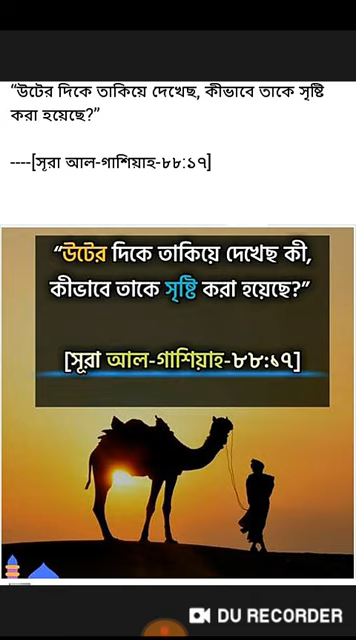 “উটের দিকে তাকিয়ে দেখেছ, কীভাবে তাকে সৃষ্টি
করা হয়েছে?”
----[সূরা আল-গাশিয়াহ-৮৮:১৭]
“উটের দিকে তাকিয়ে দেখেছ কী,
কীভাবে তাকে সৃষ্টি করা হয়েছে?”
[সূরা আল-গাশিয়াহ-৮৮:১৭]
DU RECORDER